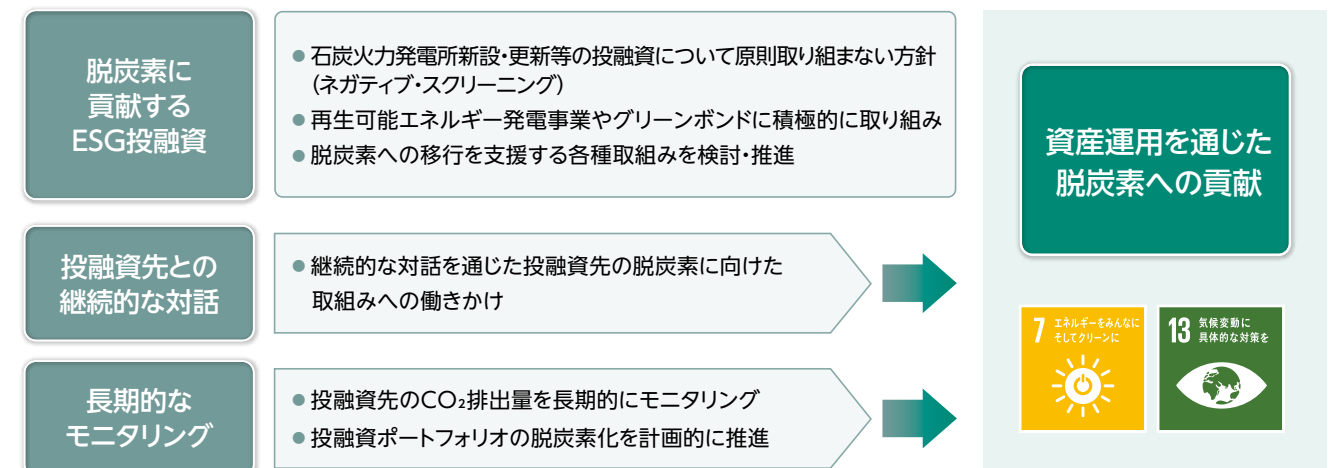 脱炭素に
貢献する
ESG投融資
●石炭火力発電所新設・更新等の投融資について原則取り組まない方針
(ネガティブ・スクリーニング)
●再生可能エネルギー発電事業やグリーンボンドに積極的に取り組み
●脱炭素への移行を支援する各種取組みを検討・推進
投融資先との
継続的な対話
●継続的な対話を通じた投融資先の脱炭素に向けた
取組みへの働きかけ
長期的な
モニタリング
●投融資先のCO₂排出量を長期的にモニタリング
●投融資ポートフォリオの脱炭素化を計画的に推進
資産運用を通じた
脱炭素への貢献
7 エネルギーをみんなに
そしてクリーンに
13 気候変動に
具体的な対策を